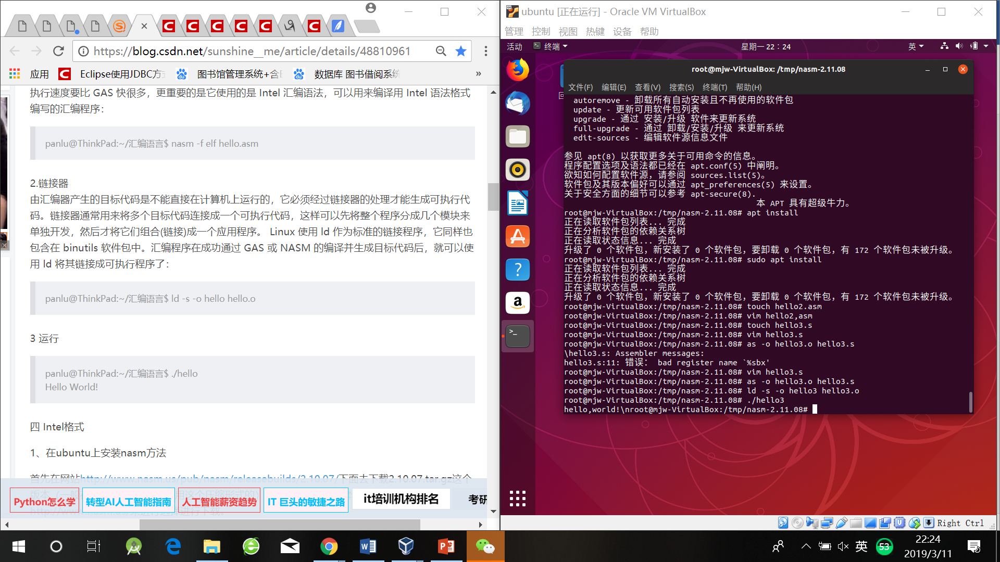 https://blog.csdn.net/sunshine__me/article/details/48810961
应用
Eclipse使用JDBC方式
图书馆管理系统+含
数据库 图书借阅系统
»
执行速度要比 GAS 快很多，更重要的是它使用的是 Intel 汇编语法，可以用来编译用 Intel 语法格式
编写的汇编程序：
panlu@ThinkPad:~/汇编语言$ nasm -f elf hello.asm
2.链接器
由汇编器产生的目标代码是不能直接在计算机上运行的，它必须经过链接器的处理才能生成可执行代
码。链接器通常用来将多个目标代码连接成一个可执行代码，这样可以先将整个程序分成几个模块来
单独开发，然后才将它们组合(链接)成一个应用程序。 Linux 使用 ld 作为标准的链接程序，它同样也
包含在 binutils 软件包中。汇编程序在成功通过 GAS 或 NASM 的编译并生成目标代码后，就可以使
用 ld 将其链接成可执行程序了：
panlu@ThinkPad:~/汇编语言$ ld -s -o hello hello.o
3 运行
panlu@ThinkPad:~/汇编语言$ ./hello
Hello World!
四 Intel格式
1、在ubuntu上安装nasm方法
首先在网站http://www.nasm.us/pub/nasm/releasebuilds/2.10.07/下面去下载2.10.07.tar.gz这个
Python怎么学
转型AI人工智能指南
人工智能薪资趋势
IT 巨头的敏捷之路
it培训机构排名
考研
ubuntu [正在运行] - Oracle VM VirtualBox
管理 控制 视图 热键 设备 帮助
活动
终端
星期一 22：24
英
root@mjw-VirtualBox: /tmp/nasm-2.11.08
文件(F) 编辑(E) 查看(V) 搜索(S) 终端(T) 帮助(H)
autoremove - 卸载所有自动安装且不再使用的软件包
update - 更新可用软件包列表
upgrade - 通过 安装/升级 软件来更新系统
full-upgrade - 通过 卸载/安装/升级 来更新系统
edit-sources - 编辑软件源信息文件
参见 apt(8) 以获取更多关于可用命令的信息。
程序配置选项及语法都已经在 apt.conf(5) 中阐明。
欲知如何配置软件源，请参阅 sources.list(5)。
软件包及其版本偏好可以通过 apt_preferences(5) 来设置。
关于安全方面的细节可以参考 apt-secure(8).
本 APT 具有超级牛力。
root@mjw-VirtualBox:/tmp/nasm-2.11.08# apt install
正在读取软件包列表... 完成
正在分析软件包的依赖关系树
正在读取状态信息... 完成
升级了 0 个软件包，新安装了 0 个软件包，要卸载 0 个软件包，有 172 个软件包未被升级。
root@mjw-VirtualBox:/tmp/nasm-2.11.08# sudo apt install
正在读取软件包列表... 完成
正在分析软件包的依赖关系树
正在读取状态信息... 完成
升级了 0 个软件包，新安装了 0 个软件包，要卸载 0 个软件包，有 172 个软件包未被升级。
root@mjw-VirtualBox:/tmp/nasm-2.11.08# touch hello2.asm
root@mjw-VirtualBox:/tmp/nasm-2.11.08# vim hello2,asm
root@mjw-VirtualBox:/tmp/nasm-2.11.08# touch hello3.s
root@mjw-VirtualBox:/tmp/nasm-2.11.08# vim hello3.s
root@mjw-VirtualBox:/tmp/nasm-2.11.08# as -o hello3.o hello3.s
\hello3.s: Assembler messages:
hello3.s:11: 错误： bad register name `%sbx'
root@mjw-VirtualBox:/tmp/nasm-2.11.08# vim hello3.s
root@mjw-VirtualBox:/tmp/nasm-2.11.08# as -o hello3.o hello3.s
root@mjw-VirtualBox:/tmp/nasm-2.11.08# ld -s -o hello3 hello3.o
root@mjw-VirtualBox:/tmp/nasm-2.11.08# ./hello3
hello,world!\nroot@mjw-VirtualBox:/tmp/nasm-2.11.08#
Right Ctrl
英
53
22:24
2019/3/11